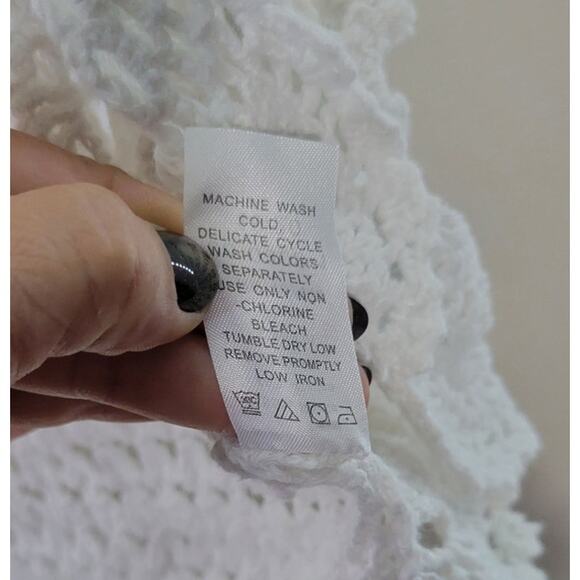 MACHINE WASH
COLD,
DELICATE CYCLE
WASH COLORS
SEPARATELY
USE ONLY NON
-CHLORINE
BLEACH
TUMBLE DRY LOW
REMOVE PROMPTLY
LOW IRON
30C